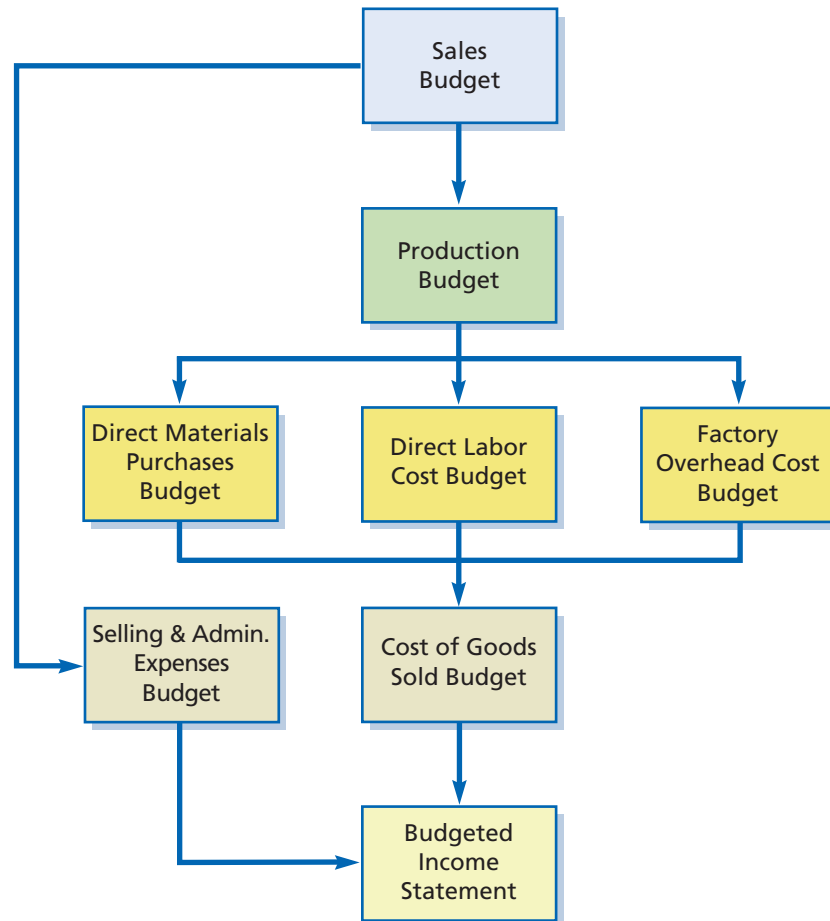 Sales
Budget
Production
Budget
Direct Materials
Purchases
Budget
Direct Labor
Cost Budget
Factory
Overhead Cost
Budget
Selling & Admin.
Expenses
Budget
Cost of Goods
Sold Budget
Budgeted
Income
Statement